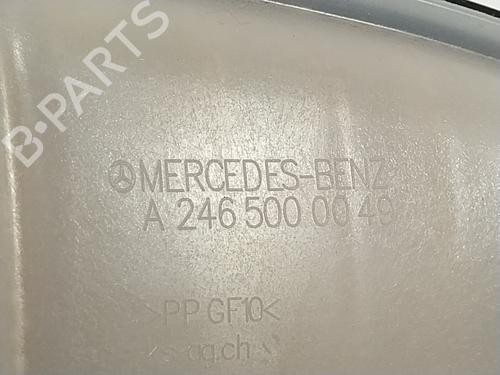 B-PARTS
MERCEDES-BENZ
A 246 500 00 49
>PP GF10<